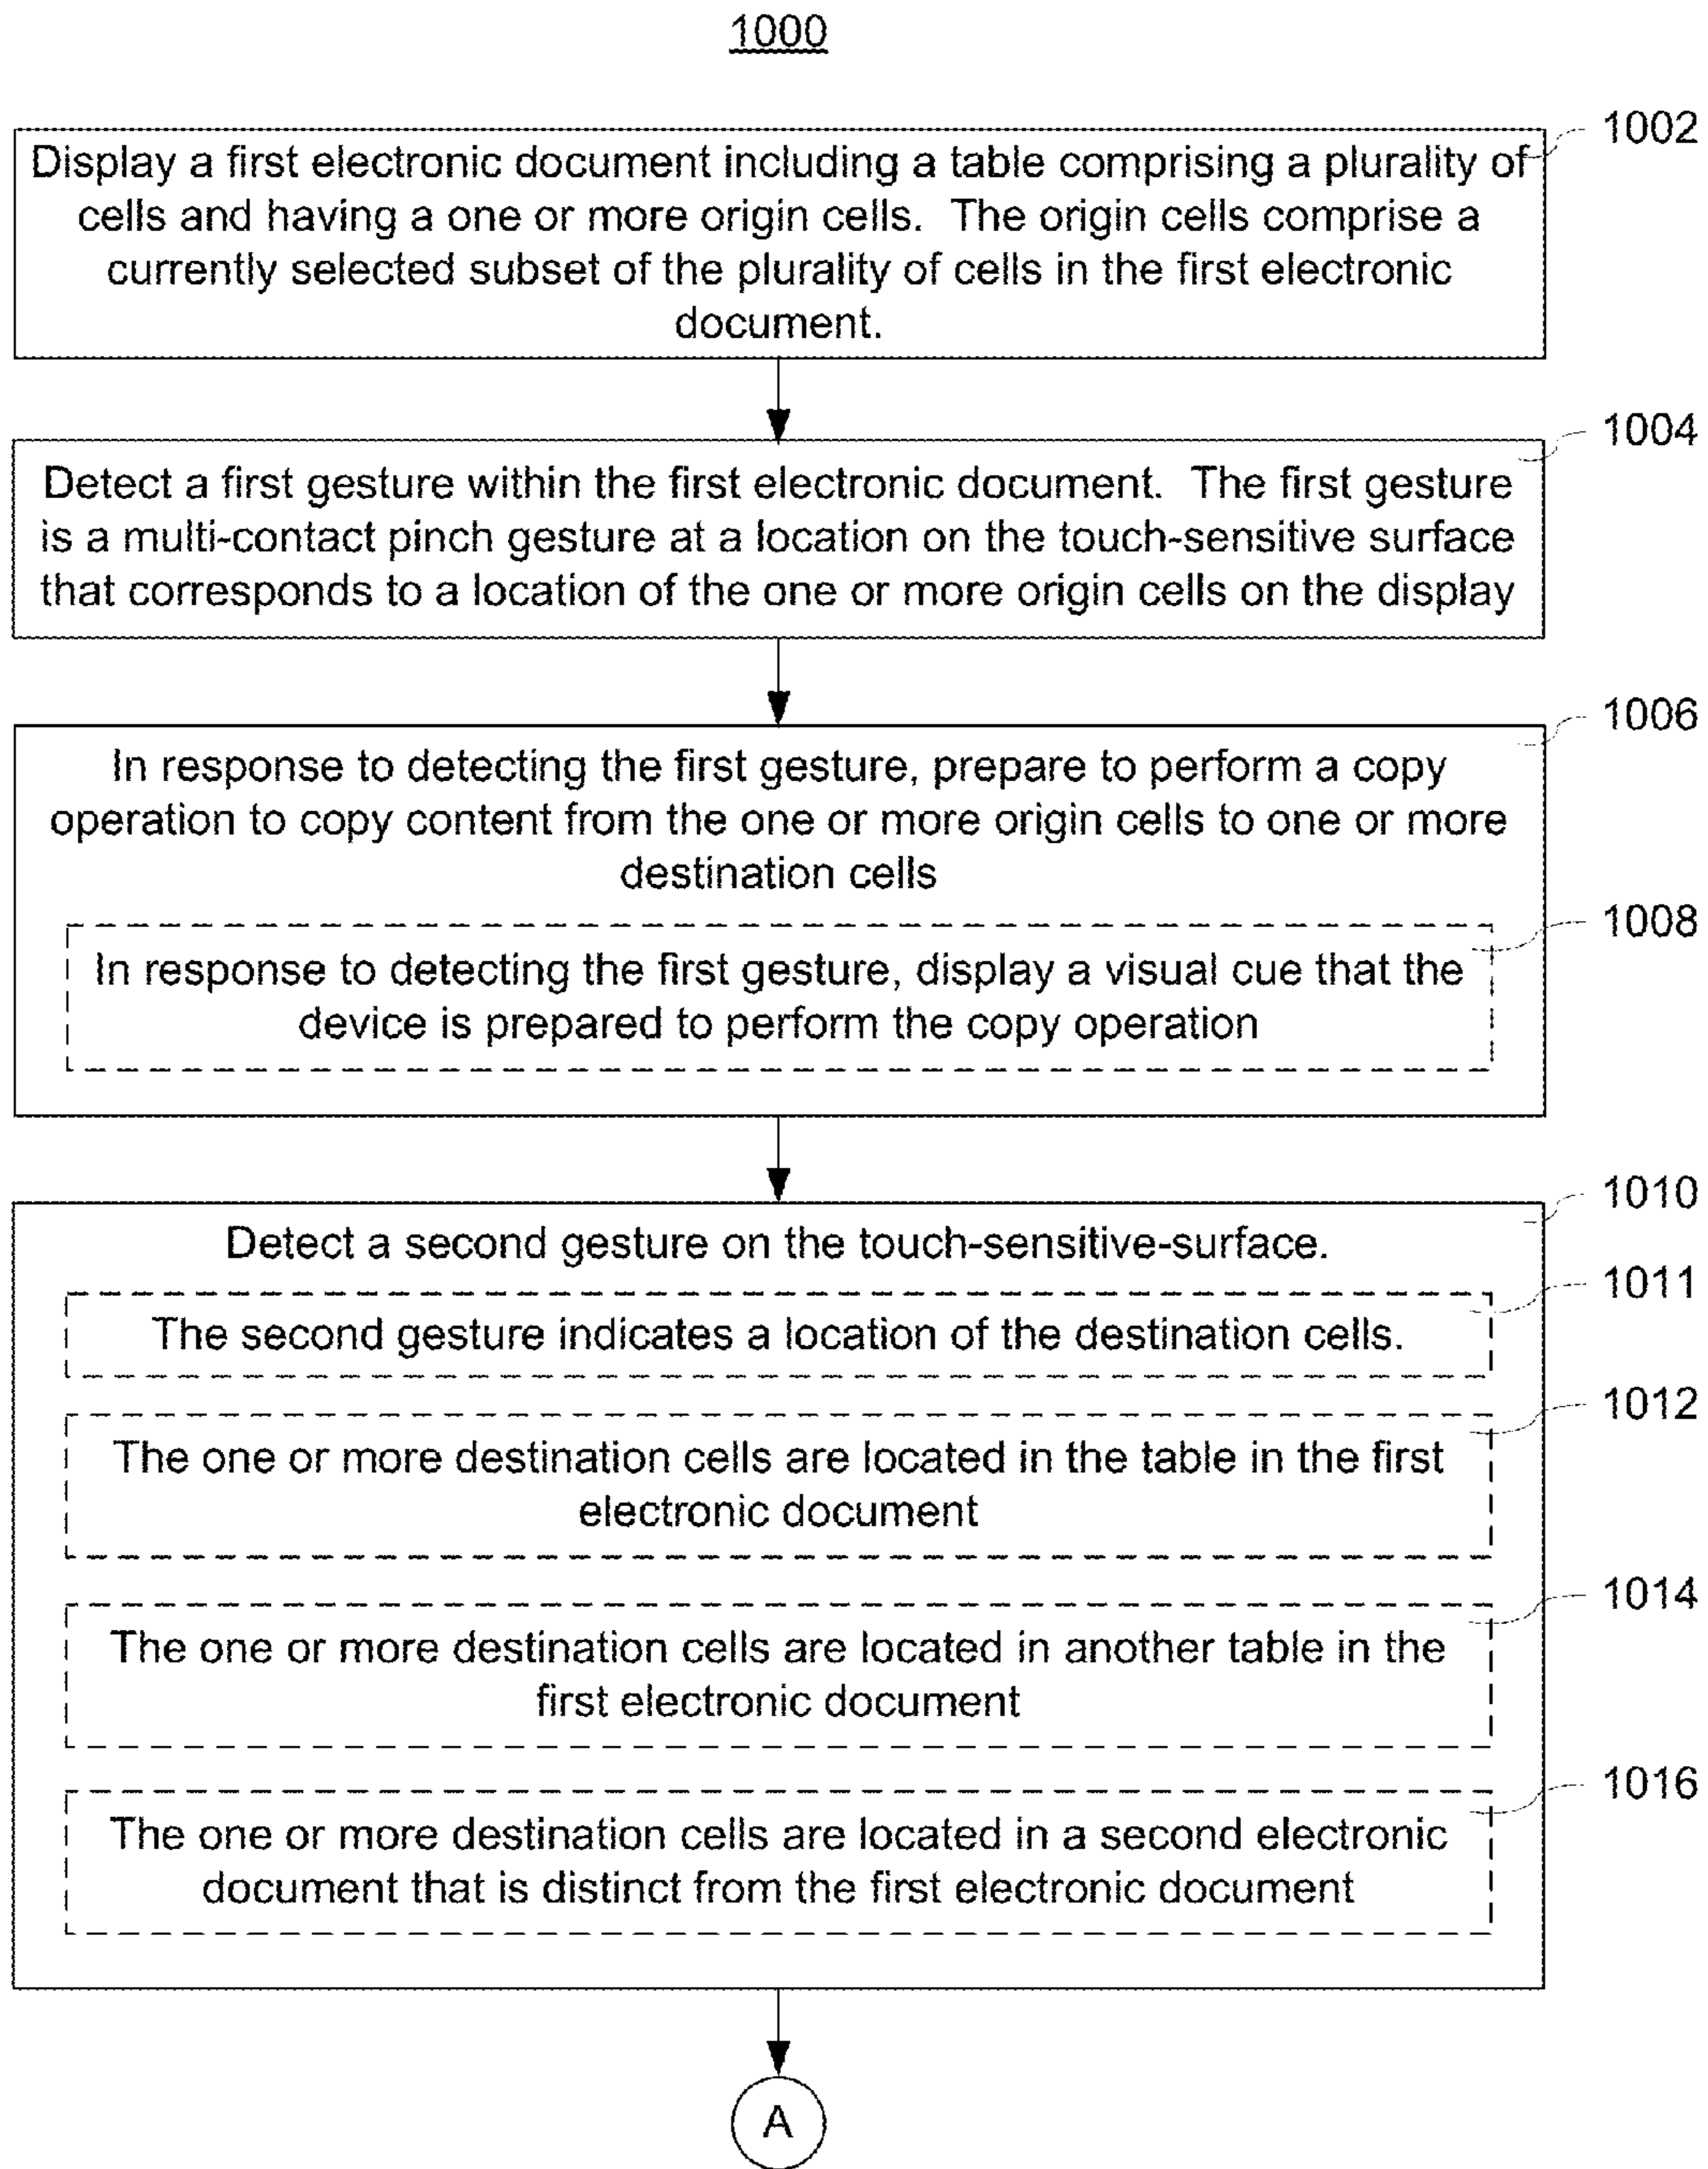 1000
1002
Display a first electronic document including a table comprising a plurality of
cells and having a one or more origin cells. The origin cells comprise a
currently selected subset of the plurality of cells in the first electronic
document.
1004
Detect a first gesture within the first electronic document. The first gesture
is a multi-contact pinch gesture at a location on the touch-sensitive surface
that corresponds to a location of the one or more origin cells on the display
1006
In response to detecting the first gesture, prepare to perform a copy
operation to copy content from the one or more origin cells to one or more
destination cells
1008
In response to detecting the first gesture, display a visual cue that the
device is prepared to perform the copy operation
1010
Detect a second gesture on the touch-sensitive-surface.
1011
The second gesture indicates a location of the destination cells.
1012
The one or more destination cells are located in the table in the first
electronic document
1014
The one or more destination cells are located in another table in the
first electronic document
1016
The one or more destination cells are located in a second electronic
document that is distinct from the first electronic document
A